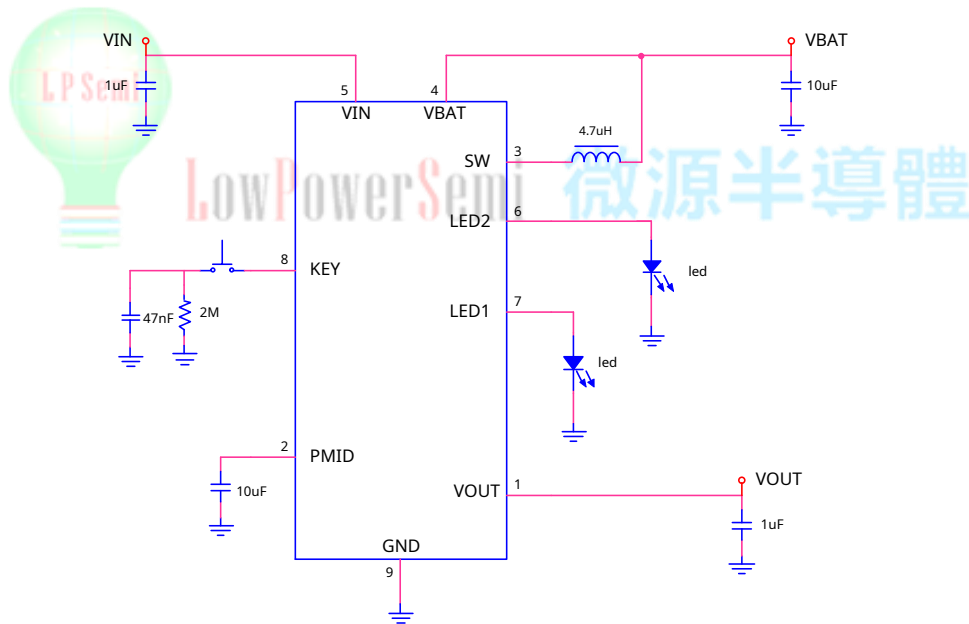 VIN
VBAT
1uF
10uF
L P Semi
5
4
VIN
VBAT
4.7uH
3
SW
LowPowerSemi 微源半導體
6
LED2
8
KEY
led
7
LED1
47nF
2M
led
2
PMID
10uF
VOUT
1
VOUT
1uF
GND
9